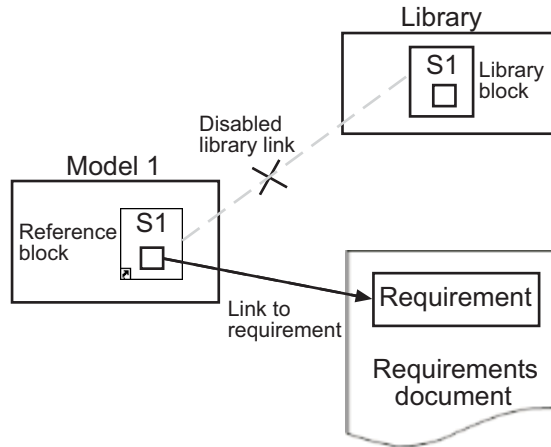 Library
S1
Library
block
Disabled
library link
Model 1
S1
Reference
block
Link to
requirement
Requirement
Requirements
document